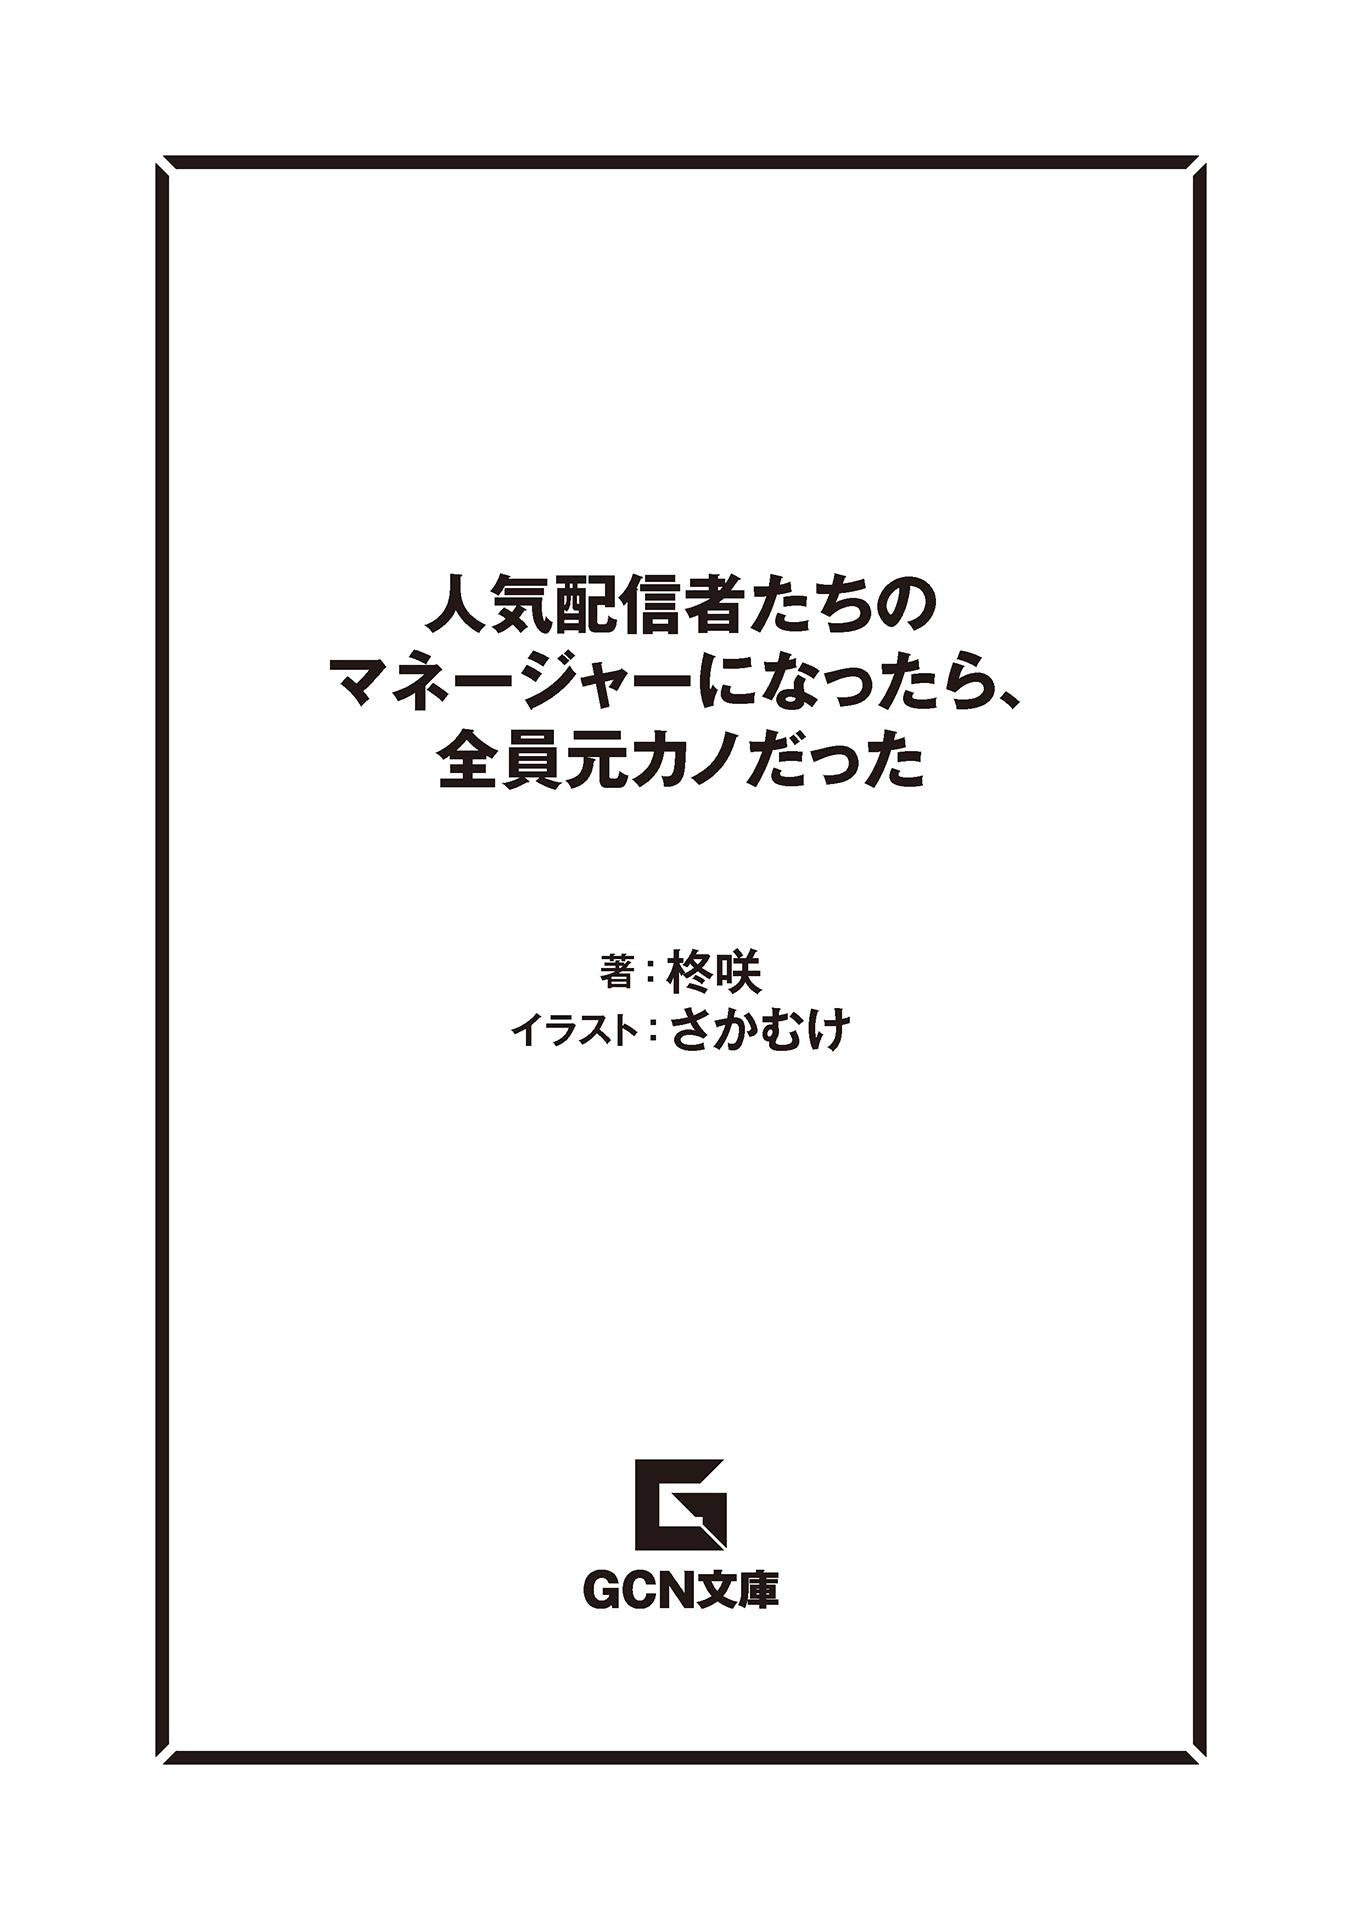 人気配信者たちの
マネージャーになったら、
全員元カノだった
著：柊咲
イラスト：さかむけ
GCN文庫